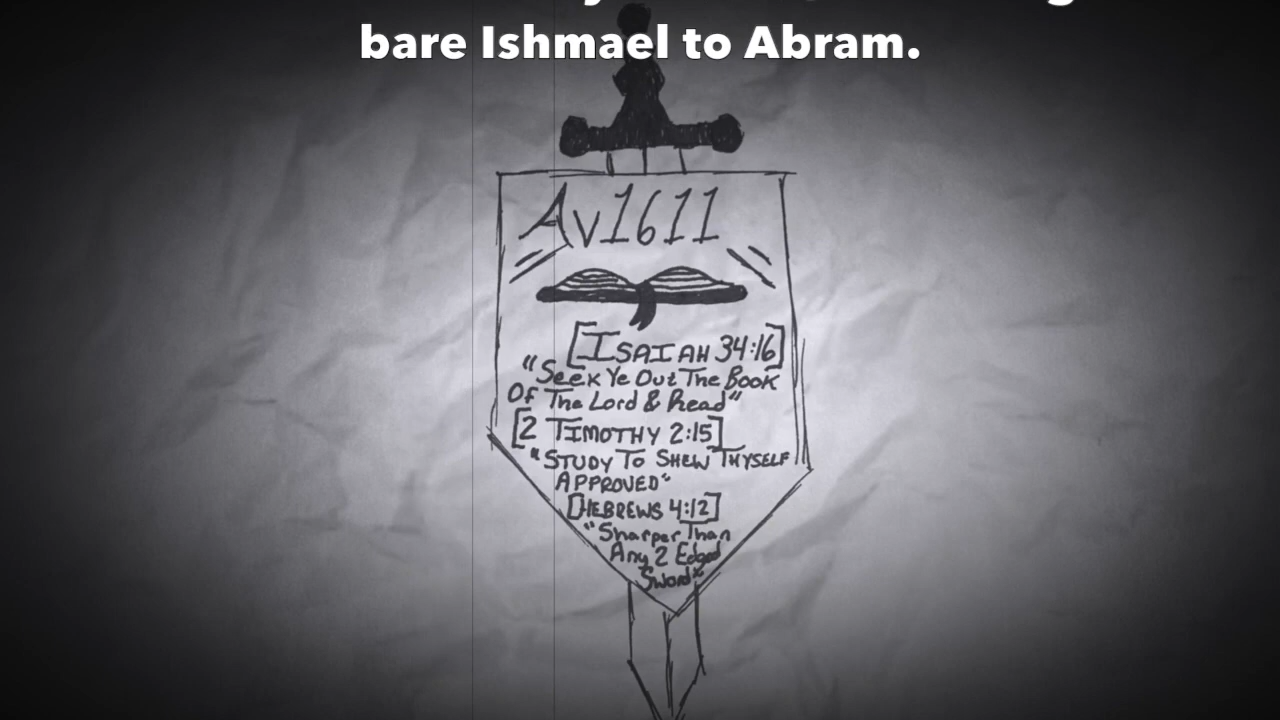 bare Ishmael to Abram.
Av1611
[Isaiah 34:16]
"Seek Ye Out The Book
Of The Lord & Read"
[2 Timothy 2:15]
"Study To Shew Thyself
Approved"
[Hebrews 4:12]
"Sharper Than
Any 2 Edged
Sword"